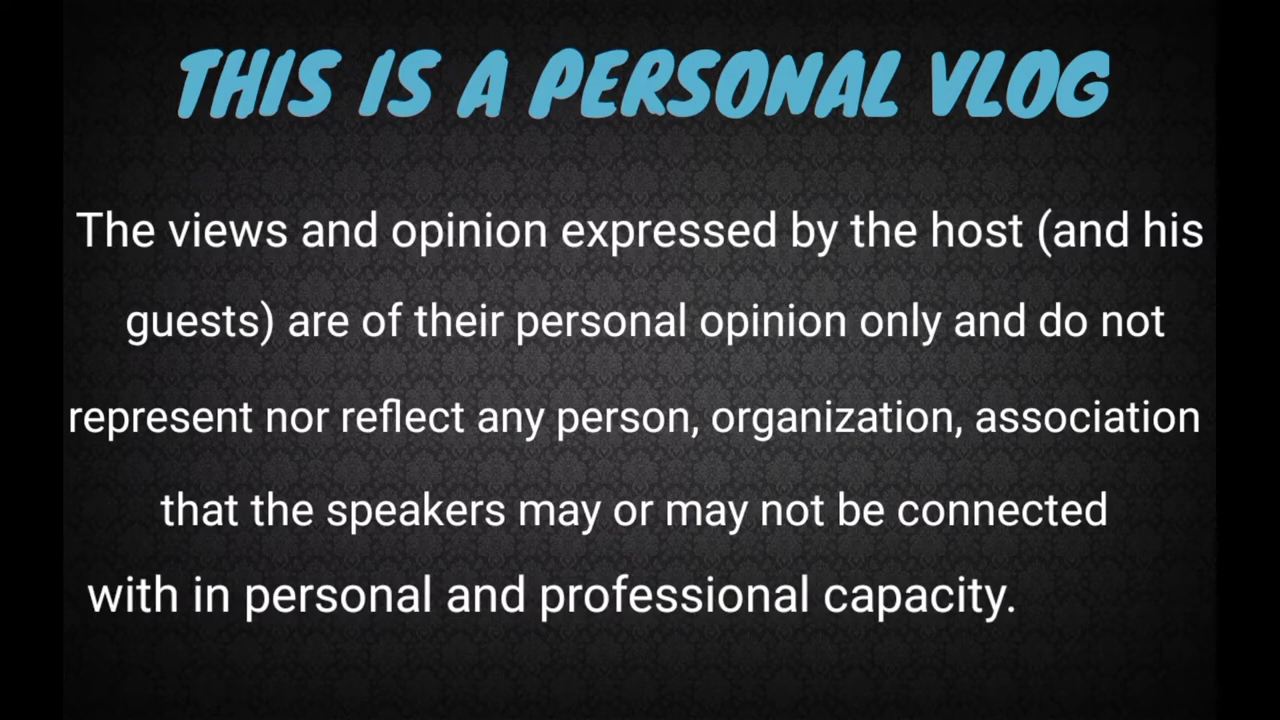 THIS IS A PERSONAL VLOG
The views and opinion expressed by the host (and his
guests) are of their personal opinion only and do not
represent nor reflect any person, organization, association
that the speakers may or may not be connected
with in personal and professional capacity.